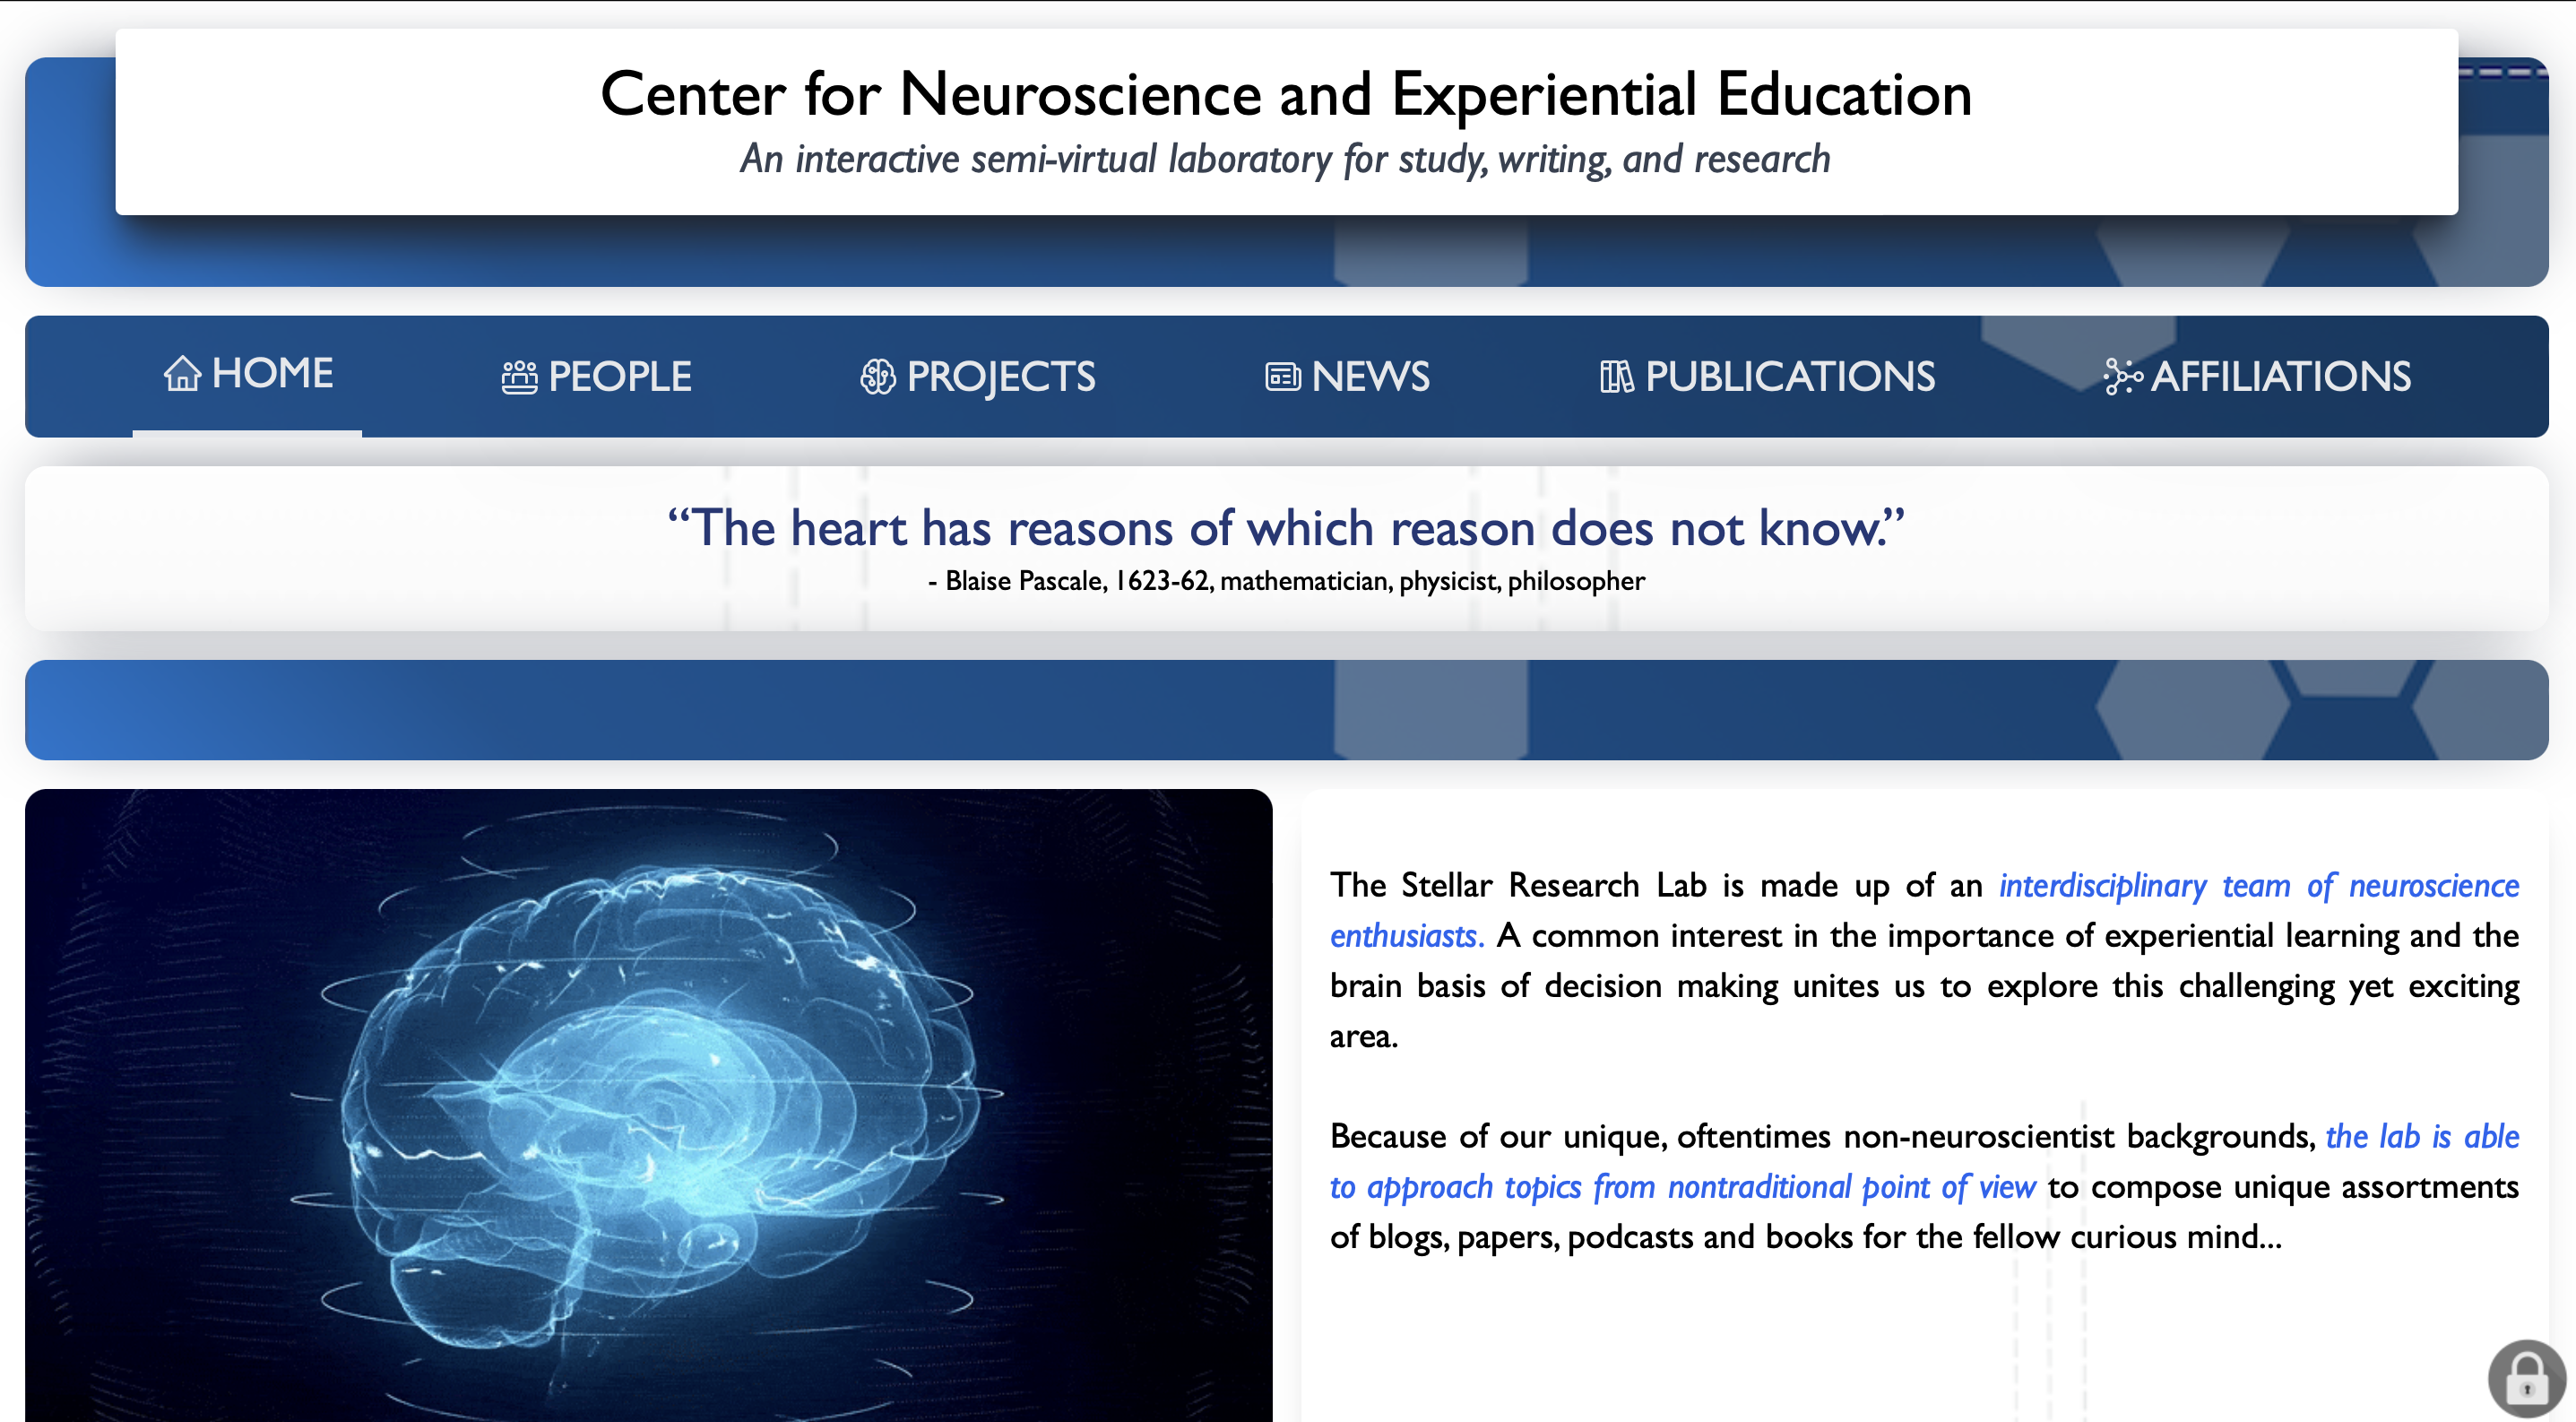 Center for Neuroscience and Experiential Education
An interactive semi-virtual laboratory for study, writing, and research
HOME PEOPLE PROJECTS NEWS PUBLICATIONS AFFILIATIONS
“The heart has reasons of which reason does not know.”
- Blaise Pascale, 1623-62, mathematician, physicist, philosopher
The Stellar Research Lab is made up of an interdisciplinary team of neuroscience
enthusiasts. A common interest in the importance of experiential learning and the
brain basis of decision making unites us to explore this challenging yet exciting
area.
Because of our unique, oftentimes non-neuroscientist backgrounds, the lab is able
to approach topics from nontraditional point of view to compose unique assortments
of blogs, papers, podcasts and books for the fellow curious mind...